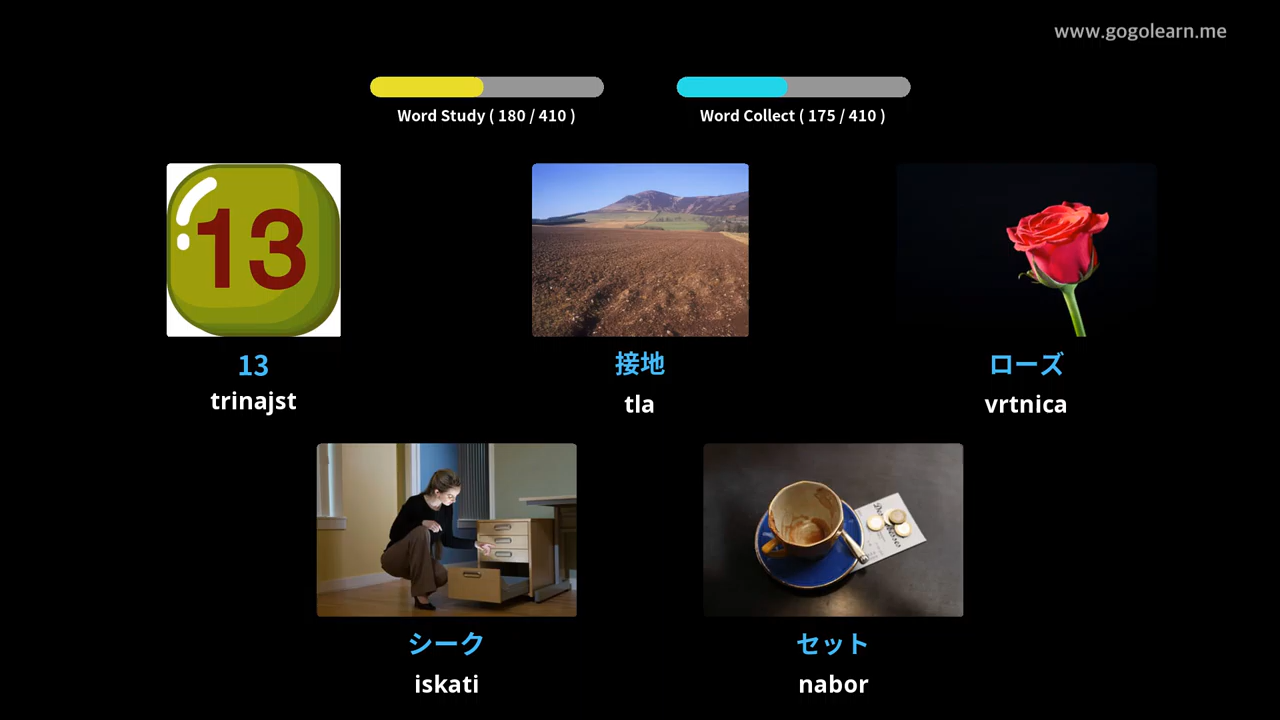 www.gogolearn.me
Word Study ( 180 / 410 )
Word Collect ( 175 / 410 )
13
13
trinajst
接地
tla
ローズ
vrtnica
シーク
iskati
セット
nabor